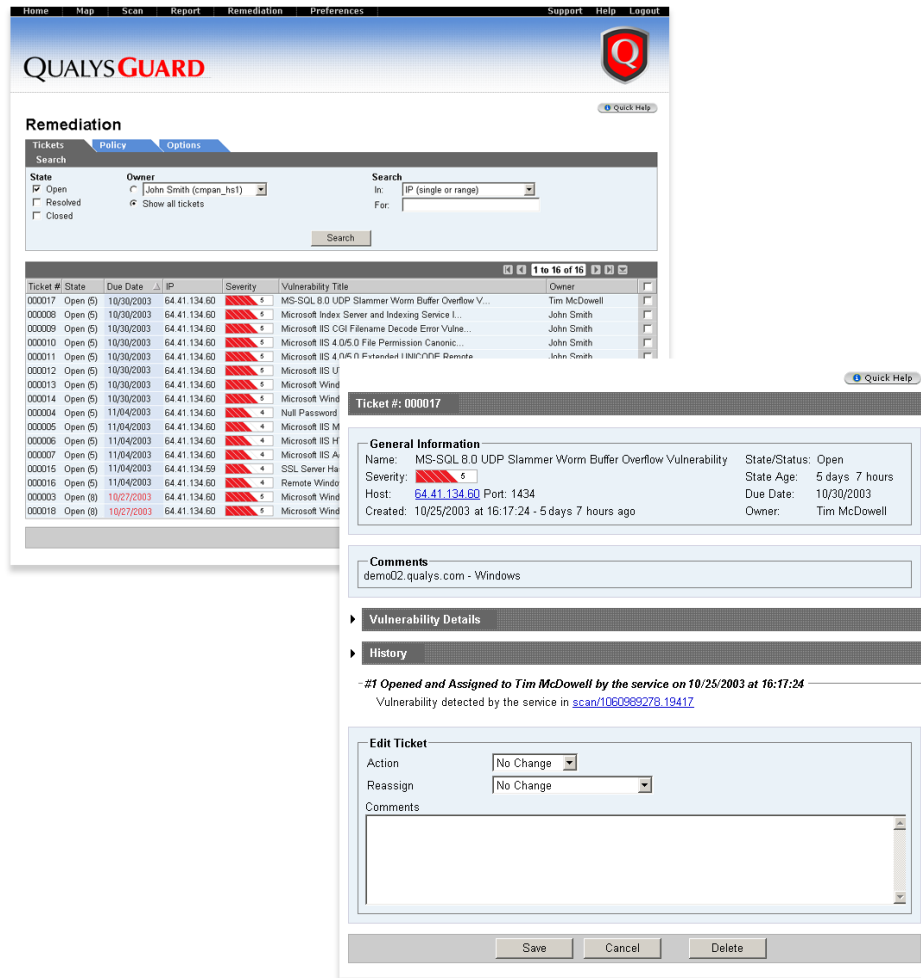 Home Map Scan Report Remediation Preferences Support Help Logout
QUALYSGUARD
Q
Quick Help
Remediation
Tickets Policy Options
Search
State Owner Search
Open John Smith (cmpan_hs1) In: IP (single or range)
Resolved Show all tickets For:
Closed
Search
1 to 16 of 16
Ticket # State Due Date IP Severity Vulnerability Title Owner
000017 Open (5) 10/30/2003 64.41.134.60 5 MS-SQL 8.0 UDP Slammer Worm Buffer Overflow V... Tim McDowell
000008 Open (5) 10/30/2003 64.41.134.60 5 Microsoft Index Server and Indexing Service I... John Smith
000009 Open (5) 10/30/2003 64.41.134.60 5 Microsoft IIS CGI Filename Decode Error Vulne... John Smith
000010 Open (5) 10/30/2003 64.41.134.60 5 Microsoft IIS 4.0/5.0 File Permission Canonic... John Smith
000011 Open (5) 10/30/2003 64.41.134.60 5 Microsoft IIS 4.0/5.0 Extended UNICODE Remote John Smith
000012 Open (5) 10/30/2003 64.41.134.60 5 Microsoft IIS U
000013 Open (5) 10/30/2003 64.41.134.60 5 Microsoft Wind
000014 Open (5) 10/30/2003 64.41.134.60 5 Microsoft Wind
000004 Open (5) 11/04/2003 64.41.134.60 4 Null Password
000005 Open (5) 11/04/2003 64.41.134.60 4 Microsoft IIS M
000006 Open (5) 11/04/2003 64.41.134.60 4 Microsoft IIS H
000007 Open (5) 11/04/2003 64.41.134.60 4 Microsoft IIS A
000015 Open (5) 11/04/2003 64.41.134.59 4 SSL Server Ha
000016 Open (5) 11/04/2003 64.41.134.60 4 Remote Window
000003 Open (8) 10/27/2003 64.41.134.60 5 Microsoft Wind
000018 Open (8) 10/27/2003 64.41.134.60 5 Microsoft Wind
Quick Help
Ticket #: 000017
General Information
Name: MS-SQL 8.0 UDP Slammer Worm Buffer Overflow Vulnerability State/Status: Open
Severity: 5 State Age: 5 days 7 hours
Host: 64.41.134.60 Port: 1434 Due Date: 10/30/2003
Created: 10/25/2003 at 16:17:24 - 5 days 7 hours ago Owner: Tim McDowell
Comments
demo02.qualys.com - Windows
Vulnerability Details
History
#1 Opened and Assigned to Tim McDowell by the service on 10/25/2003 at 16:17:24
Vulnerability detected by the service in scan/1060989278.19417
Edit Ticket
Action No Change
Reassign No Change
Comments
Save Cancel Delete